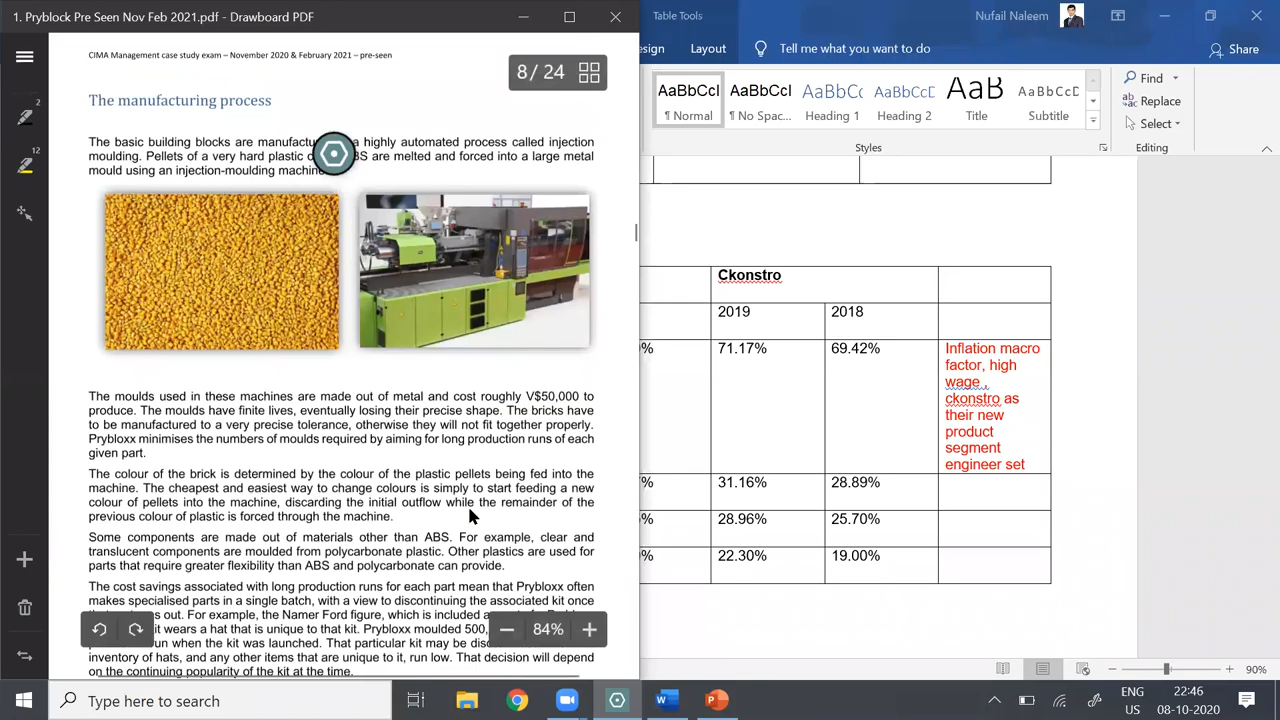 1. Pryblock Pre Seen Nov Feb 2021.pdf - Drawboard PDF
CIMA Management case study exam – November 2020 & February 2021 – pre-seen
8 / 24
The manufacturing process
The basic building blocks are manufactu a highly automated process called injection
moulding. Pellets of a very hard plastic c BS are melted and forced into a large metal
mould using an injection-moulding machine
The moulds used in these machines are made out of metal and cost roughly V$50,000 to
produce. The moulds have finite lives, eventually losing their precise shape. The bricks have
to be manufactured to a very precise tolerance, otherwise they will not fit together properly.
Prybloxx minimises the numbers of moulds required by aiming for long production runs of each
given part.
The colour of the brick is determined by the colour of the plastic pellets being fed into the
machine. The cheapest and easiest way to change colours is simply to start feeding a new
colour of pellets into the machine, discarding the initial outflow while the remainder of the
previous colour of plastic is forced through the machine.
Some components are made out of materials other than ABS. For example, clear and
translucent components are moulded from polycarbonate plastic. Other plastics are used for
parts that require greater flexibility than ABS and polycarbonate can provide.
The cost savings associated with long production runs for each part mean that Prybloxx often
makes specialised parts in a single batch, with a view to discontinuing the associated kit once
s out. For example, the Namer Ford figure, which is included a
it wears a hat that is unique to that kit. Prybloxx moulded 500,
un when the kit was launched. That particular kit may be disc
inventory of hats, and any other items that are unique to it, run low. That decision will depend
on the continuing popularity of the kit at the time.
84%
2
12
Table Tools
Nufail Naleem
sign
Layout
Tell me what you want to do
Share
AaBbCcI
AaBbCcI
AaBbCc
AaBbCcD
AaB
AaBbCcD
¶ Normal
¶ No Spac...
Heading 1
Heading 2
Title
Subtitle
Styles
Find
Replace
Select
Editing
Ckonstro
2019
2018
%
71.17%
69.42%
Inflation macro
factor, high
wage ,
ckonstro as
their new
product
segment
engineer set
%
31.16%
28.89%
%
28.96%
25.70%
%
22.30%
19.00%
90%
Type here to search
ENG
UK
22:46
08-10-2020